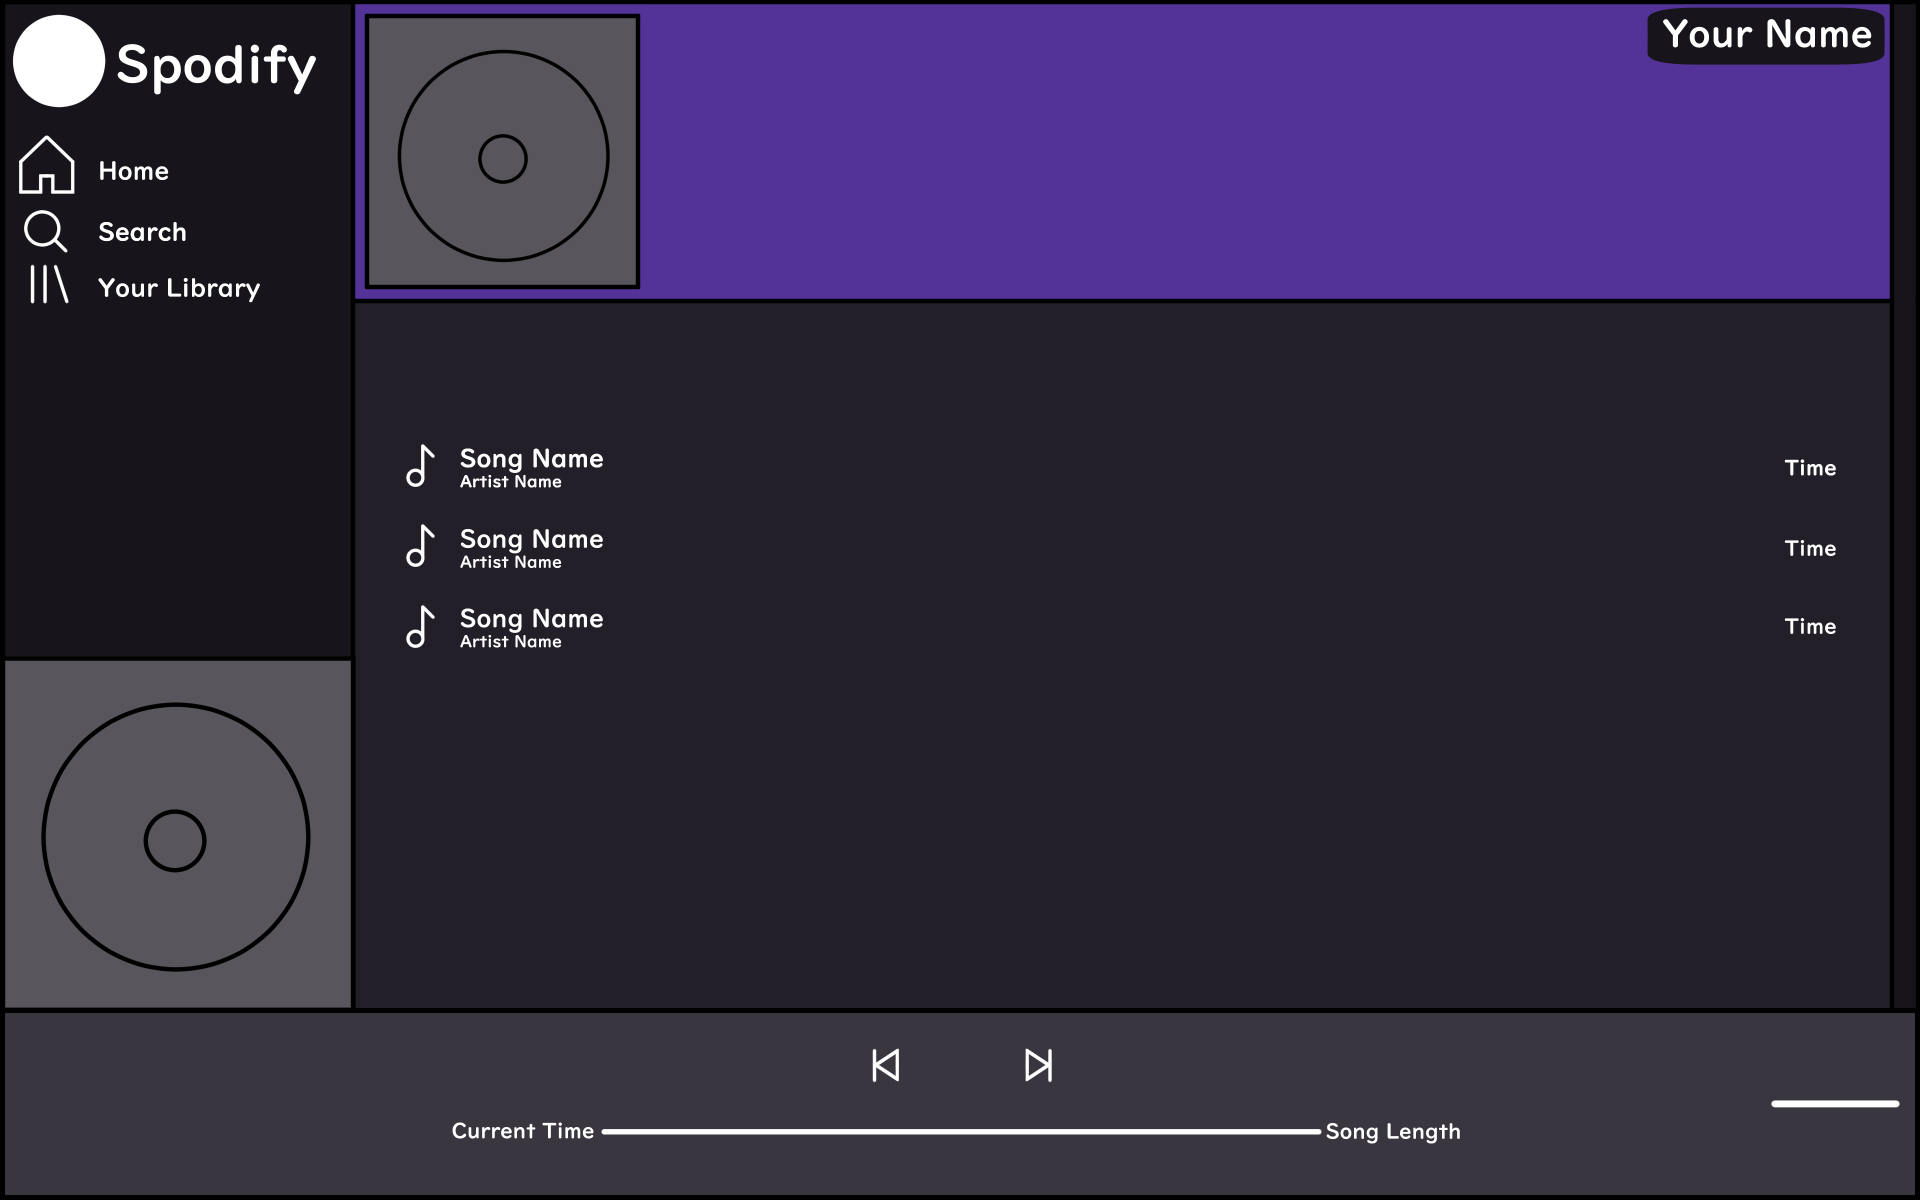 Spodify
Home
Search
Your Library
Your Name
Song Name
Artist Name
Time
Song Name
Artist Name
Time
Song Name
Artist Name
Time
Current Time
Song Length